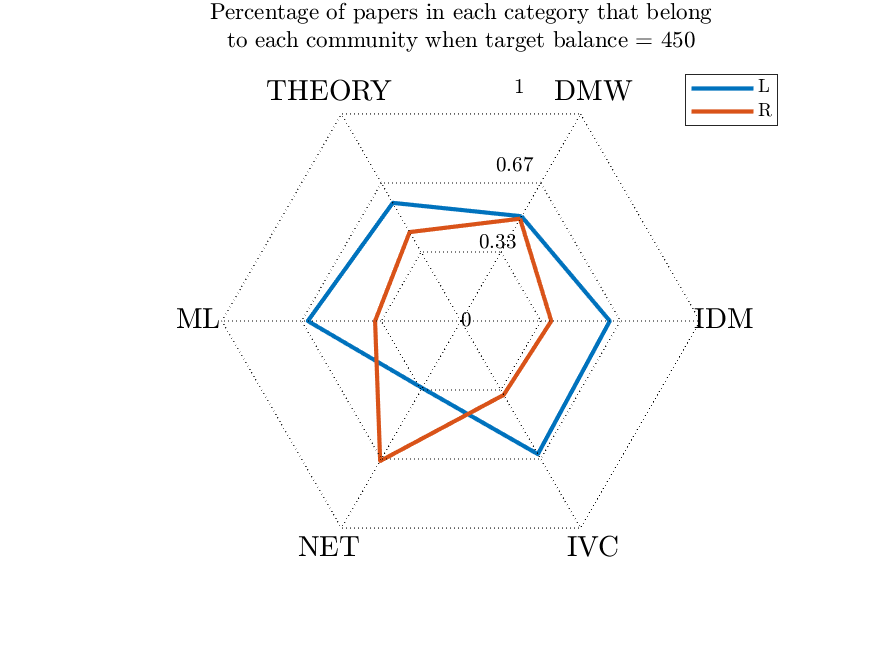 Percentage of papers in each category that belong
to each community when target balance = 450
THEORY
1
DMW
L
R
0.67
0.33
ML
0
IDM
NET
IVC